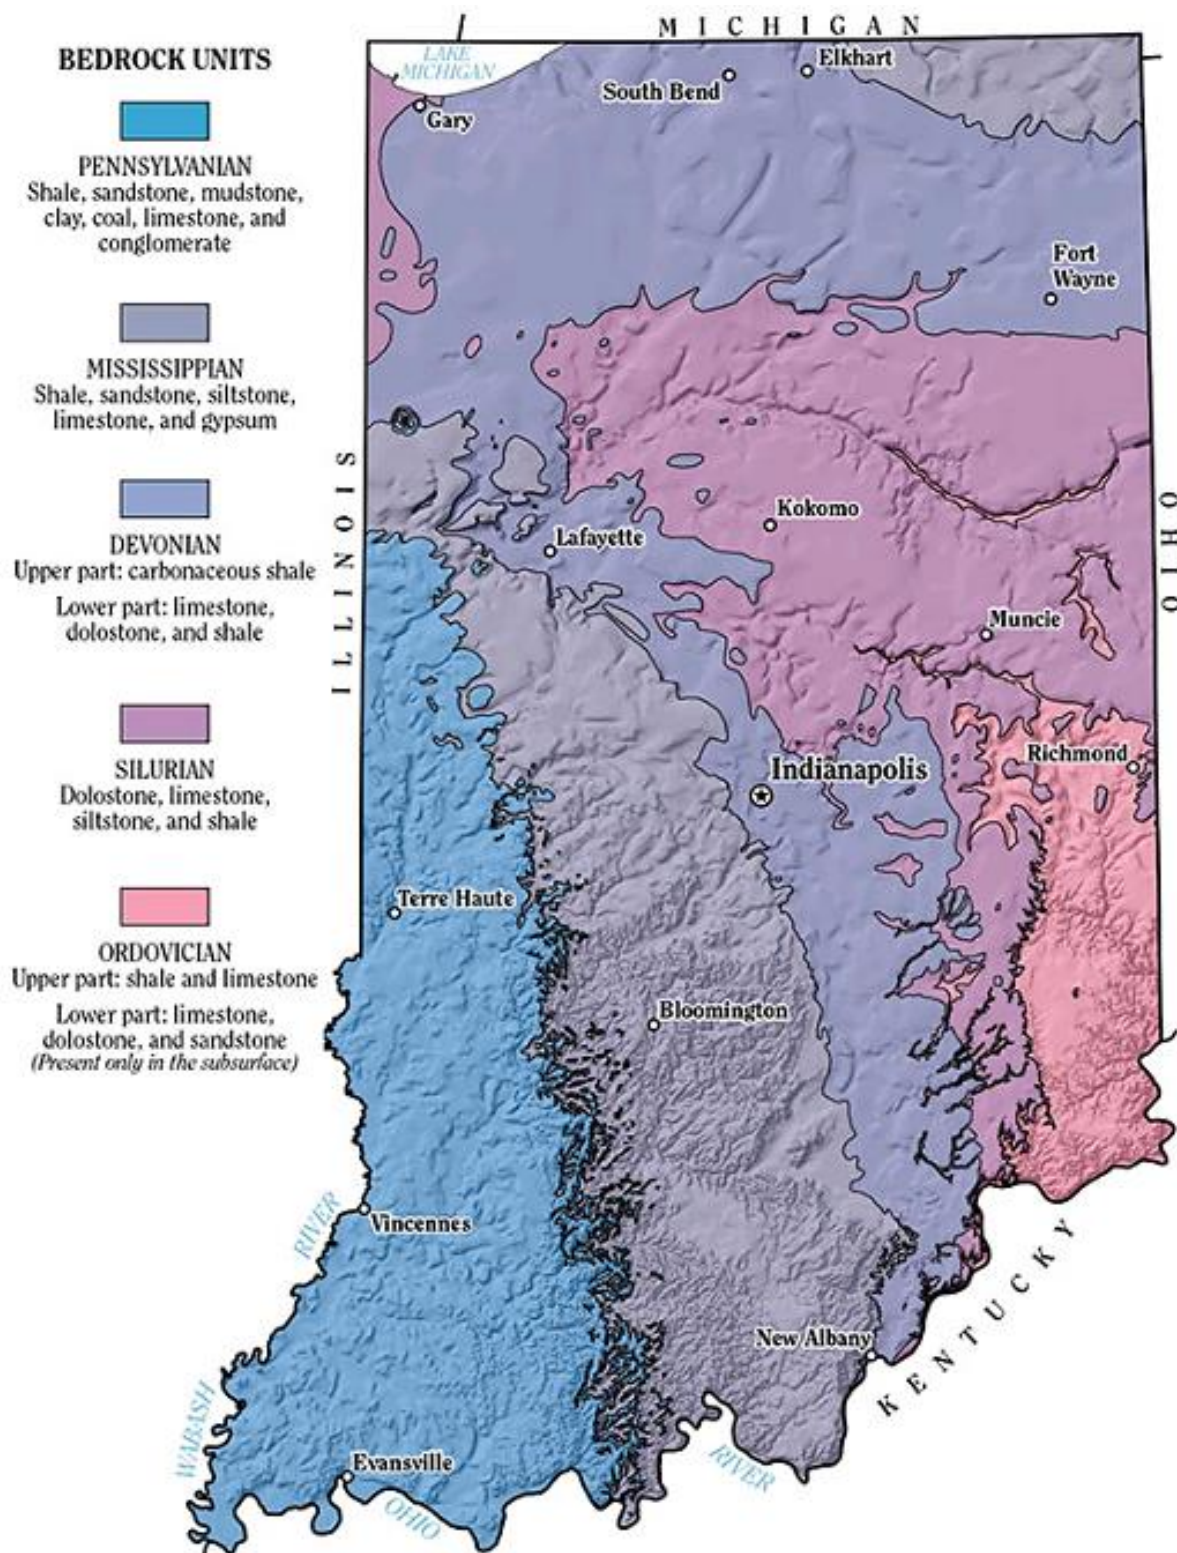 BEDROCK UNITS
PENNSYLVANIAN
Shale, sandstone, mudstone,
clay, coal, limestone, and
conglomerate
MISSISSIPPIAN
Shale, sandstone, siltstone,
limestone, and gypsum
DEVONIAN
Upper part: carbonaceous shale
Lower part: limestone,
dolostone, and shale
SILURIAN
Dolostone, limestone,
siltstone, and shale
ORDOVICIAN
Upper part: shale and limestone
Lower part: limestone,
dolostone, and sandstone
(Present only in the subsurface)
MICHIGAN
LAKE
MICHIGAN
Elkhart
South Bend
Gary
Fort
Wayne
ILLINOIS
OHIO
Kokomo
Lafayette
Muncie
Richmond
Indianapolis
Terre Haute
Bloomington
Vincennes
New Albany
KENTUCKY
Evansville
WABASH
RIVER
OHIO
RIVER